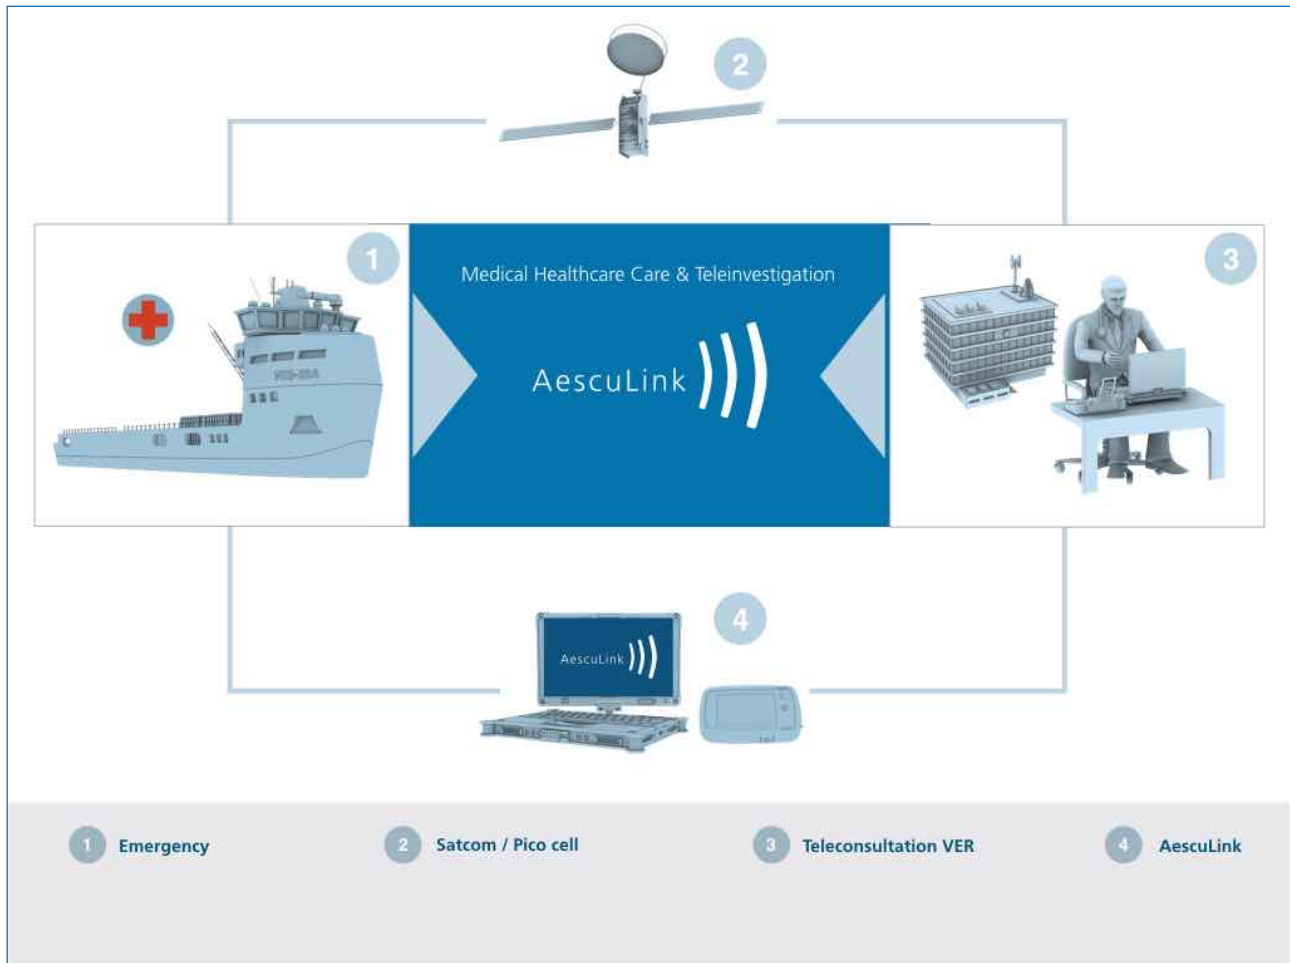 2
1
3
Medical Healthcare Care & Teleinvestigation
AescuLink
4
AescuLink
1 Emergency
2 Satcom / Pico cell
3 Teleconsultation VER
4 AescuLink